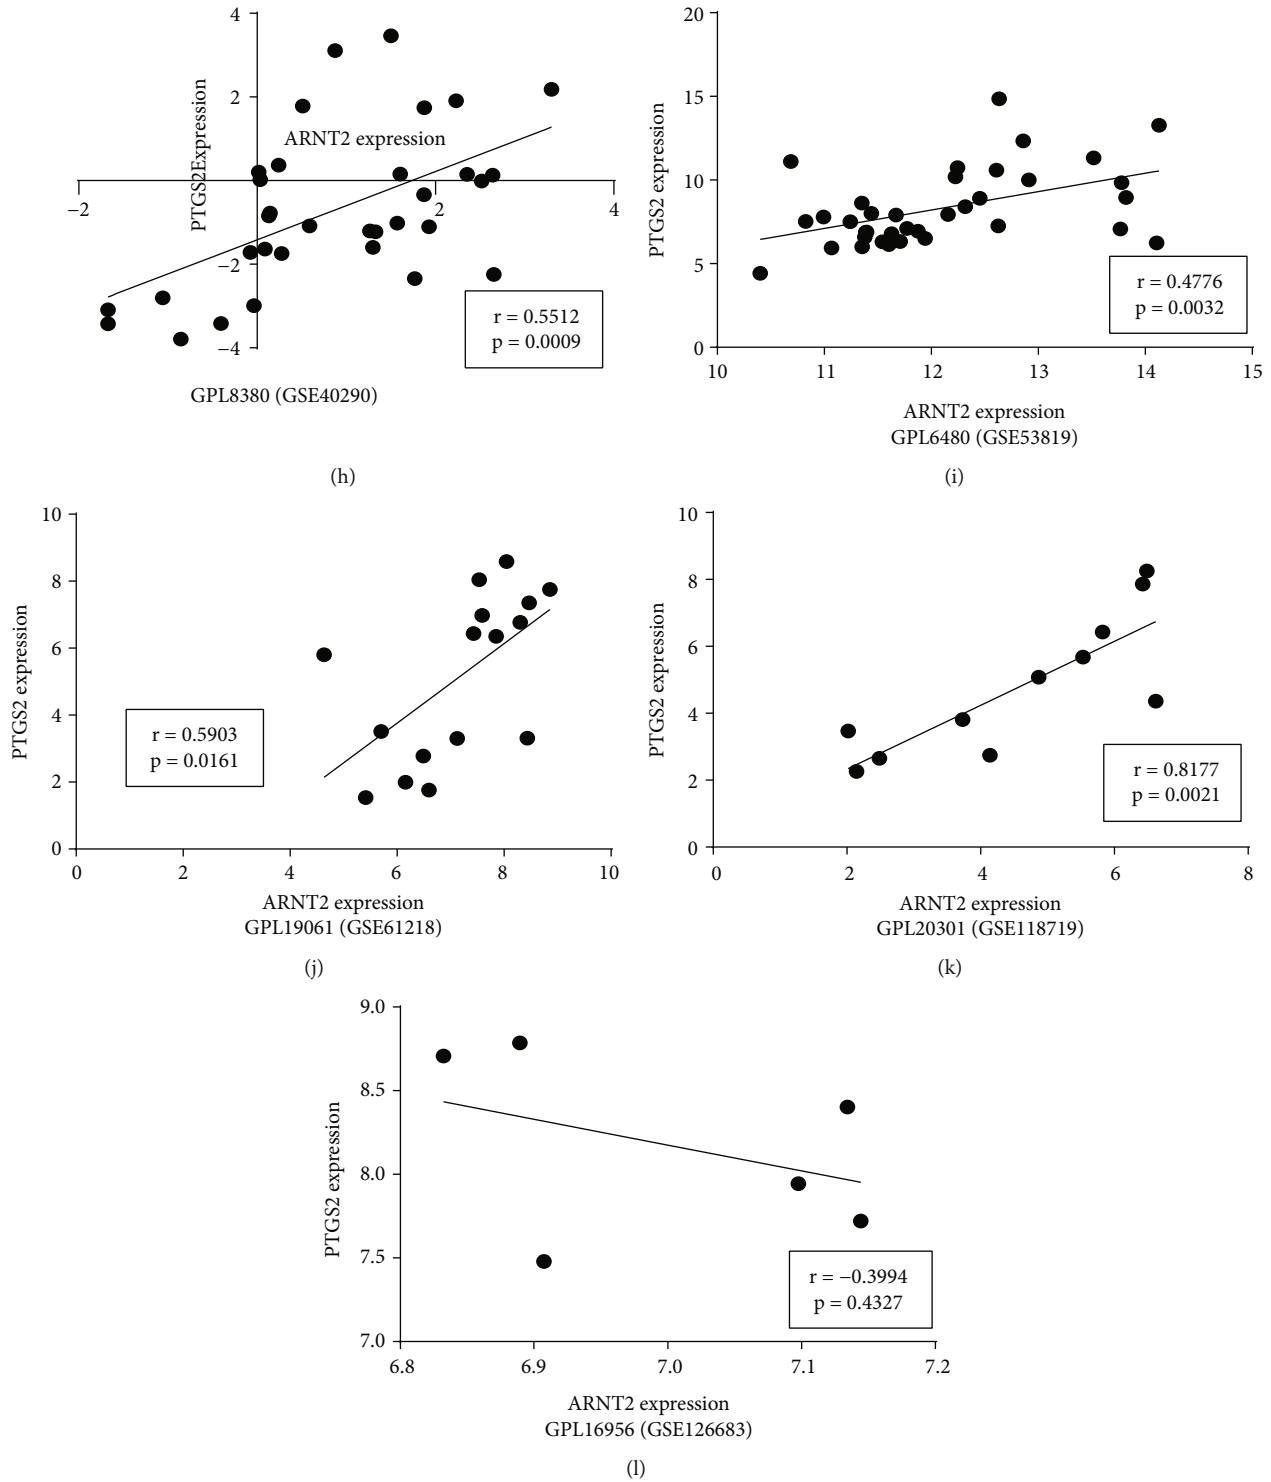 4
2
PTGS2Expression
ARNT2 expression
−2
2
4
−2
−4
r = 0.5512
p = 0.0009
GPL8380 (GSE40290)
(h)
20
15
10
5
0
PTGS2 expression
10 11 12 13 14 15
r = 0.4776
p = 0.0032
ARNT2 expression
GPL6480 (GSE53819)
(i)
10
8
6
4
2
0
PTGS2 expression
0 2 4 6 8 10
r = 0.5903
p = 0.0161
ARNT2 expression
GPL19061 (GSE61218)
(j)
10
8
6
4
2
0
PTGS2 expression
0 2 4 6 8
r = 0.8177
p = 0.0021
ARNT2 expression
GPL20301 (GSE118719)
(k)
9.0
8.5
8.0
7.5
7.0
PTGS2 expression
6.8 6.9 7.0 7.1 7.2
r = −0.3994
p = 0.4327
ARNT2 expression
GPL16956 (GSE126683)
(l)